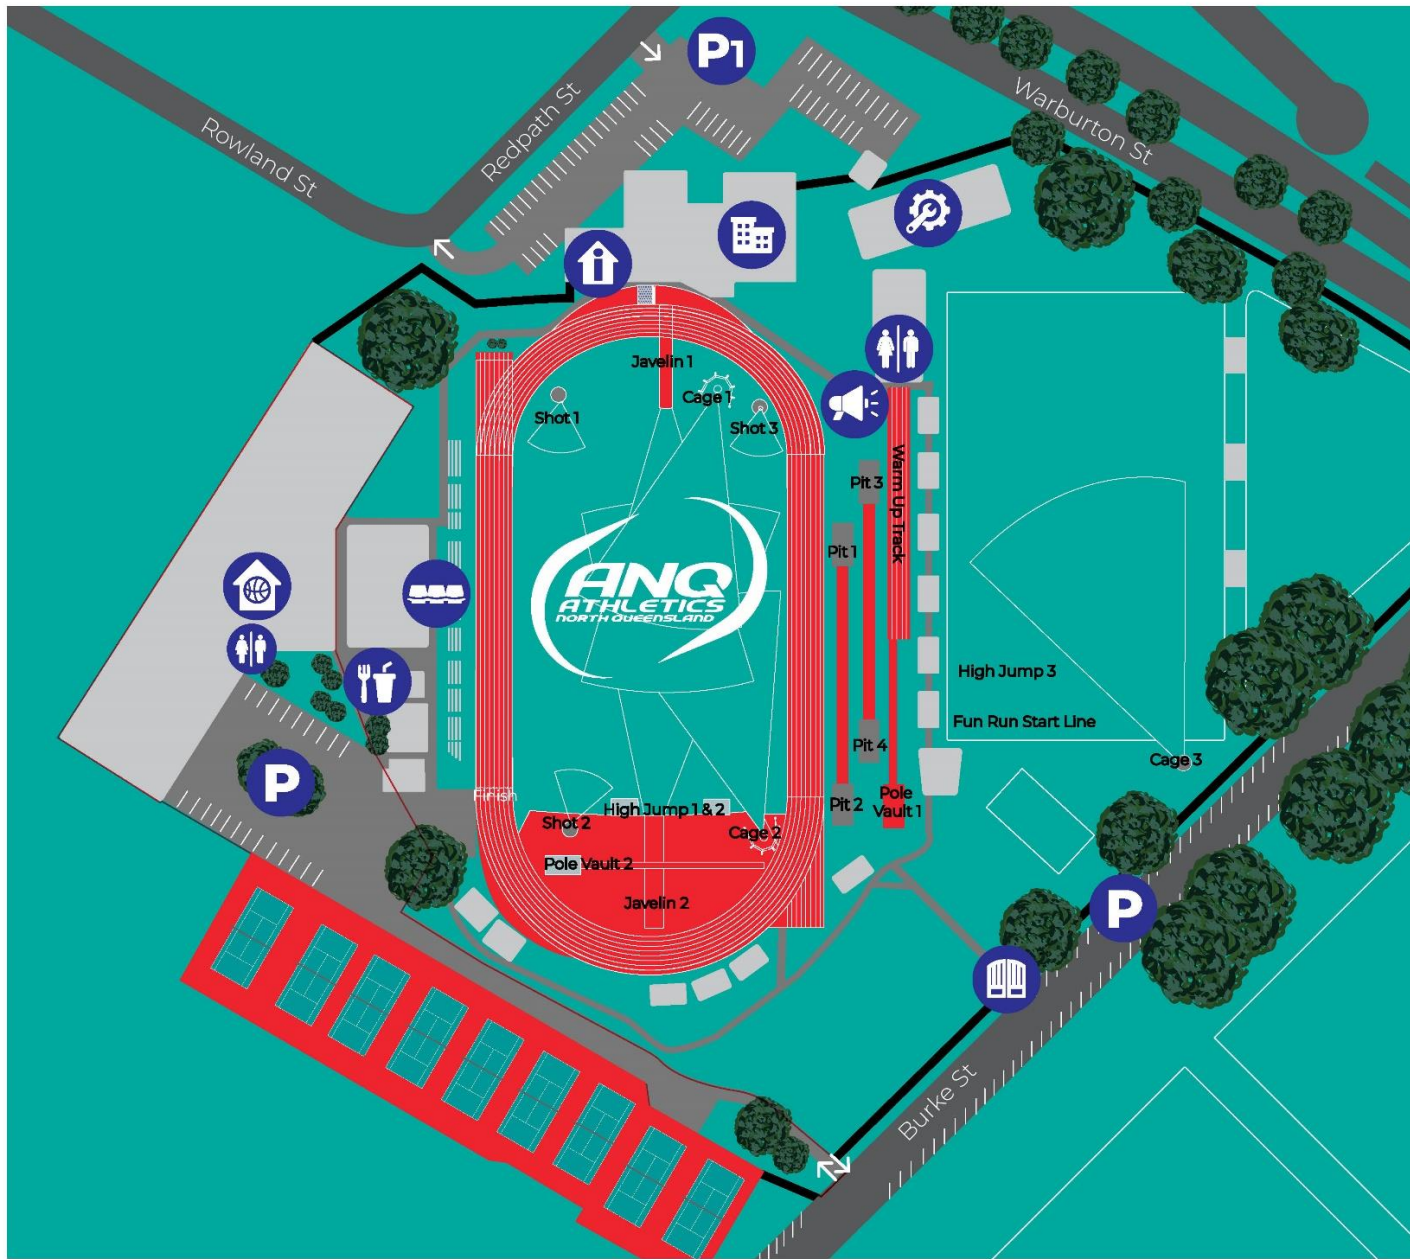 P1
Rowland St
Redpath St
Warburton St
Javelin 1
Cage 1
Shot 1
Shot 3
Pit 3
Warm Up Track
Pit 1
ANQ
ATHLETICS
NORTH QUEENSLAND
High Jump 3
Fun Run Start Line
Pit 4
Cage 3
P
Finish
High Jump 1 & 2
Pit 2
Pole
Vault 1
Shot 2
Cage 2
Pole Vault 2
Javelin 2
P
Burke St